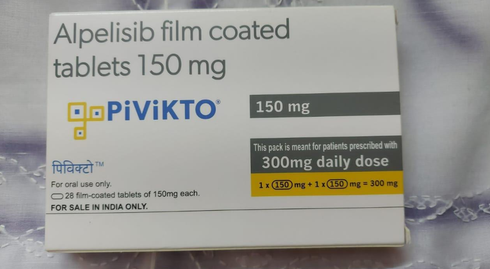 Alpelisib film coated
tablets 150 mg
PiViKTO®
150 mg
This pack is meant for patients prescribed with
300mg daily dose
1 x 150 mg + 1 x 150 mg = 300 mg
पिविक्टो™
For oral use only.
28 film-coated tablets of 150mg each.
FOR SALE IN INDIA ONLY.